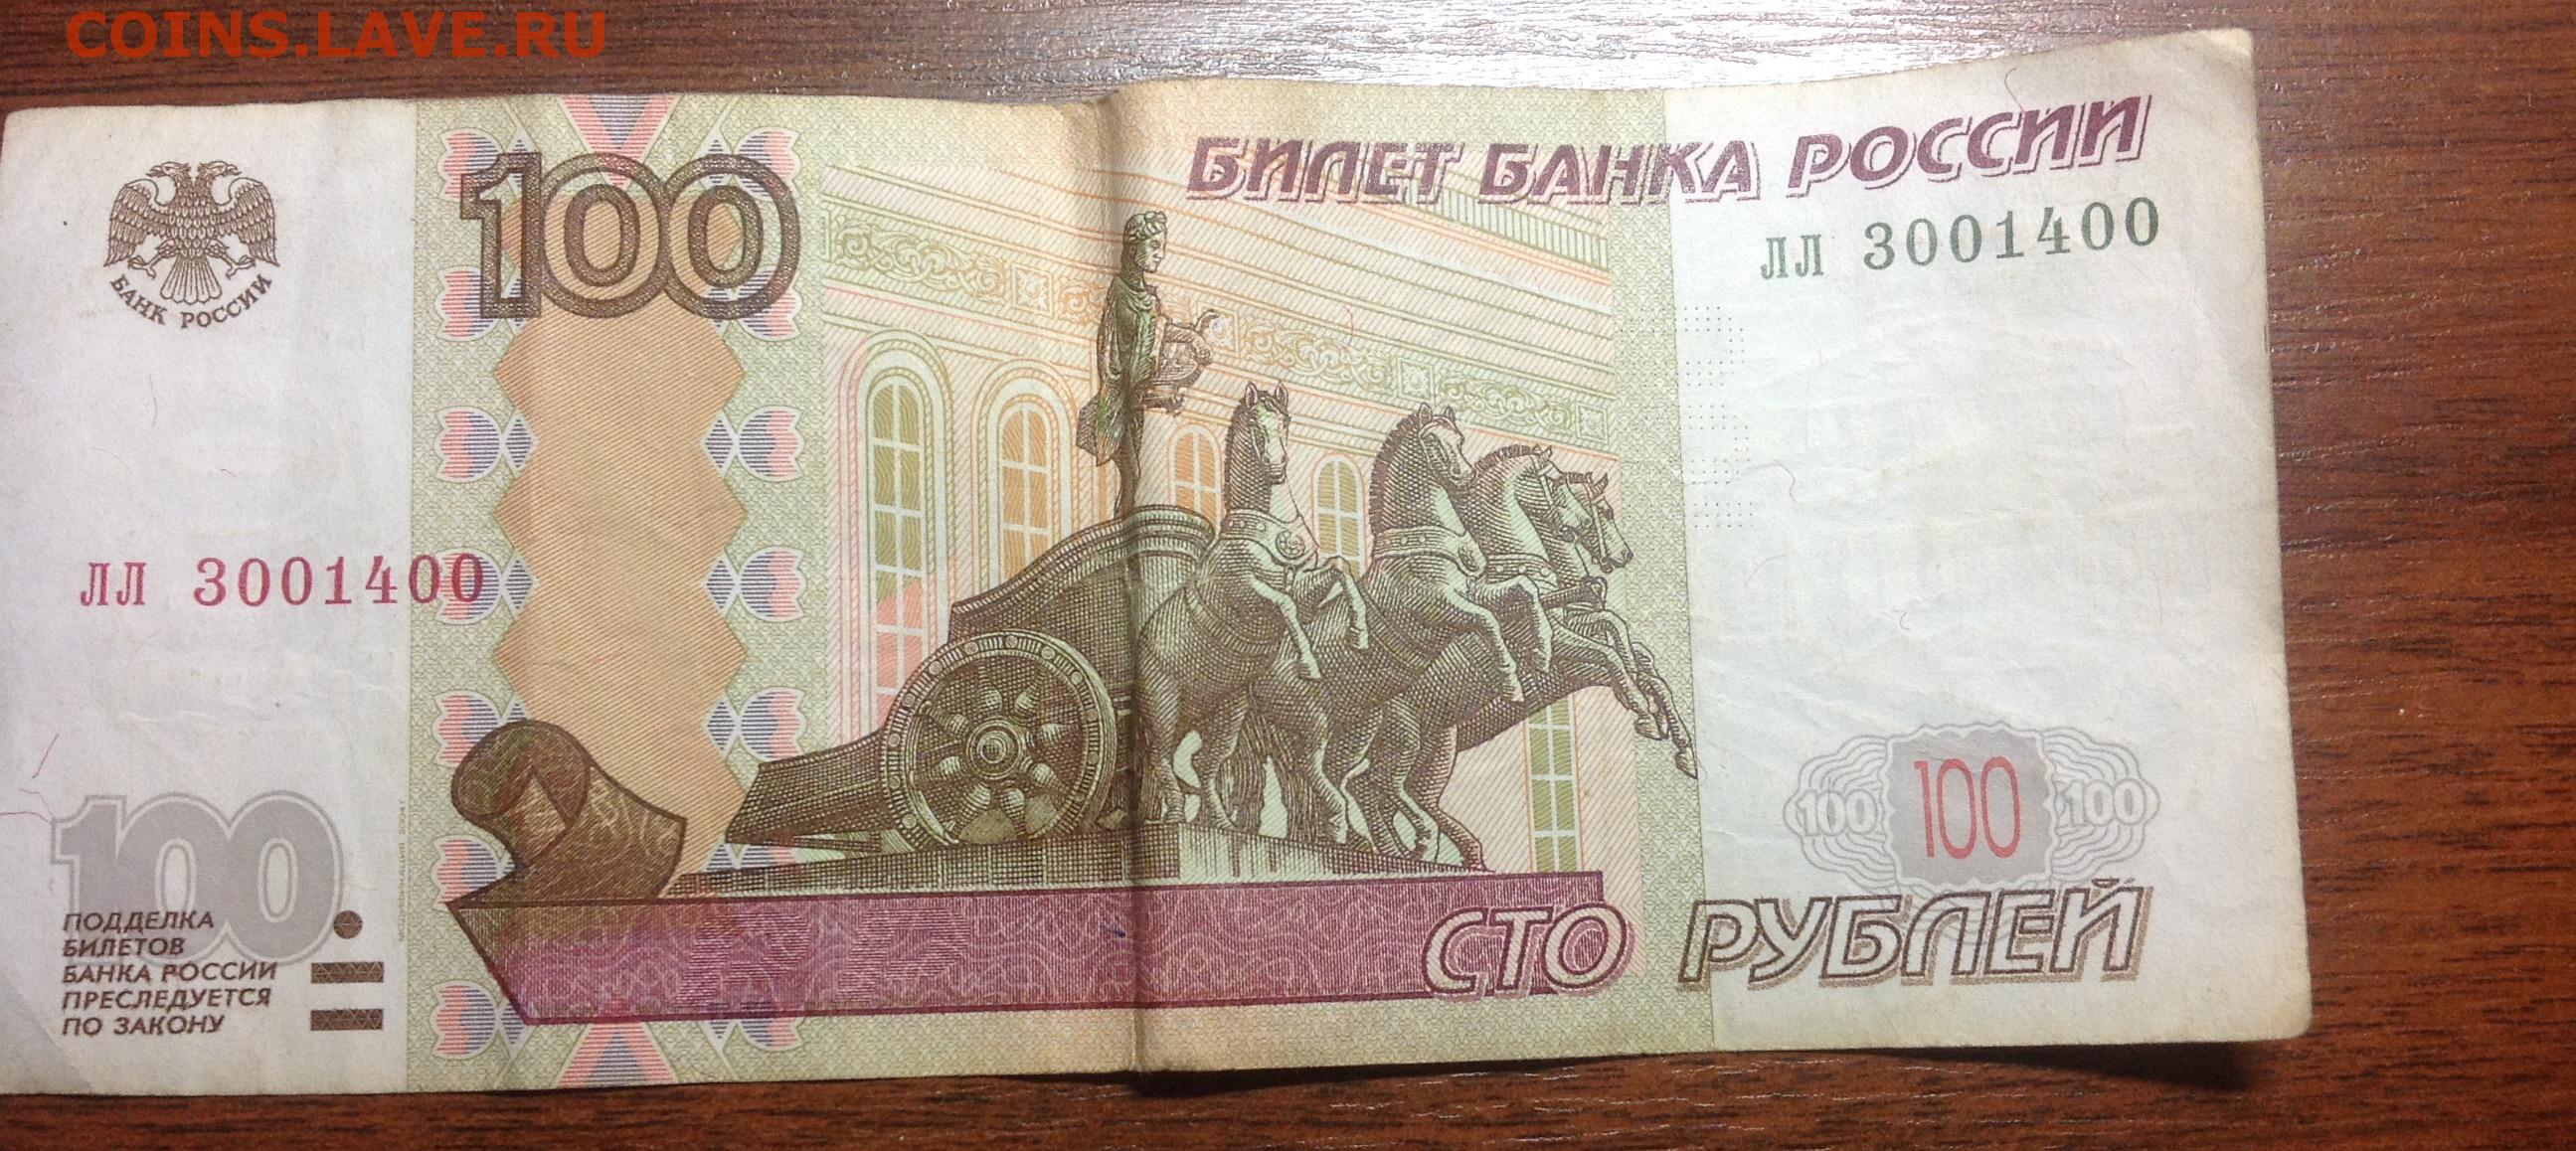 COINS.LAVE.RU
БИЛЕТ БАНКА РОССИИ
100
лл 3001400
БАНК РОССИИ
лл 3001400
100
100 100 100
ПОДДЕЛКА
БИЛЕТОВ
БАНКА РОССИИ
ПРЕСЛЕДУЕТСЯ
ПО ЗАКОНУ
СТО РУБЛЕЙ